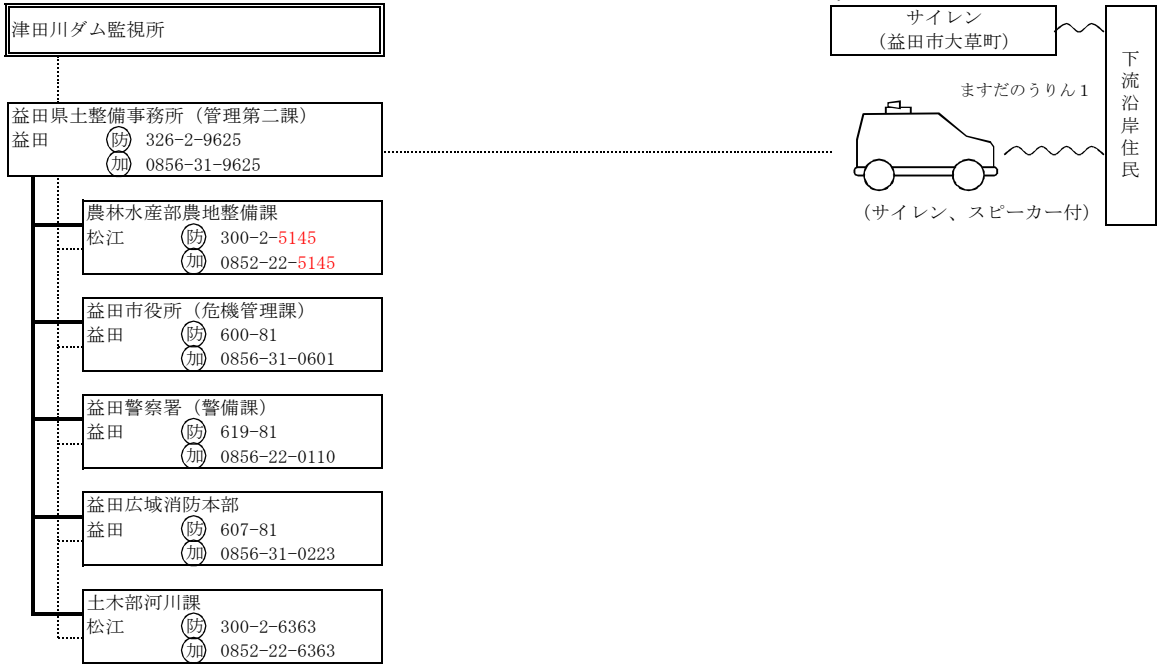 津田川ダム監視所
サイレン
(益田市大草町)
下流沿岸住民
ますだのうりん1
(サイレン、スピーカー付)
益田県土整備事務所(管理第二課)
益田 防 326-2-9625
加 0856-31-9625
農林水産部農地整備課
松江 防 300-2-5145
加 0852-22-5145
益田市役所(危機管理課)
益田 防 600-81
加 0856-31-0601
益田警察署(警備課)
益田 防 619-81
加 0856-22-0110
益田広域消防本部
益田 防 607-81
加 0856-31-0223
土木部河川課
松江 防 300-2-6363
加 0852-22-6363